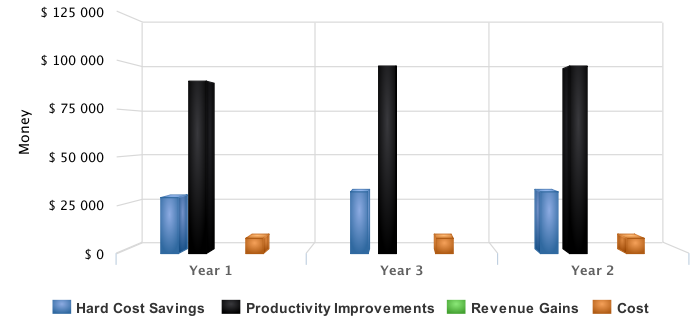 $ 125 000
$ 100 000
$ 75 000
$ 50 000
$ 25 000
$ 0
Money
Year 1 Year 3 Year 2
Hard Cost Savings Productivity Improvements Revenue Gains Cost